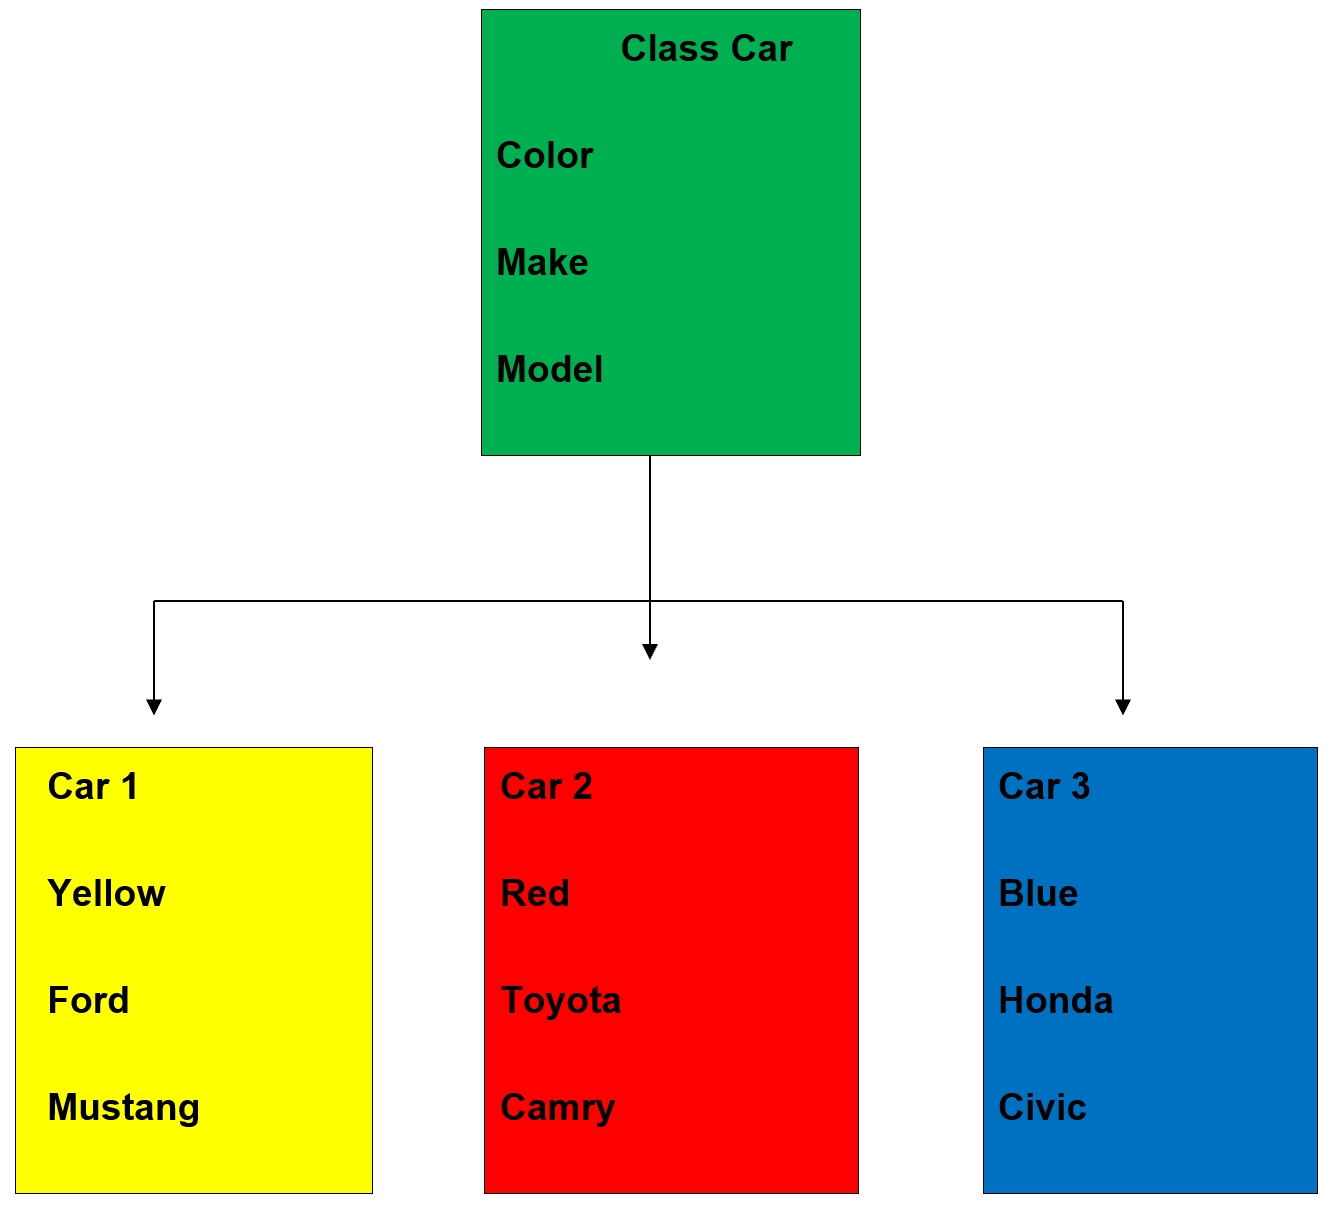 Class Car
Color
Make
Model
Car 1
Yellow
Ford
Mustang
Car 2
Red
Toyota
Camry
Car 3
Blue
Honda
Civic